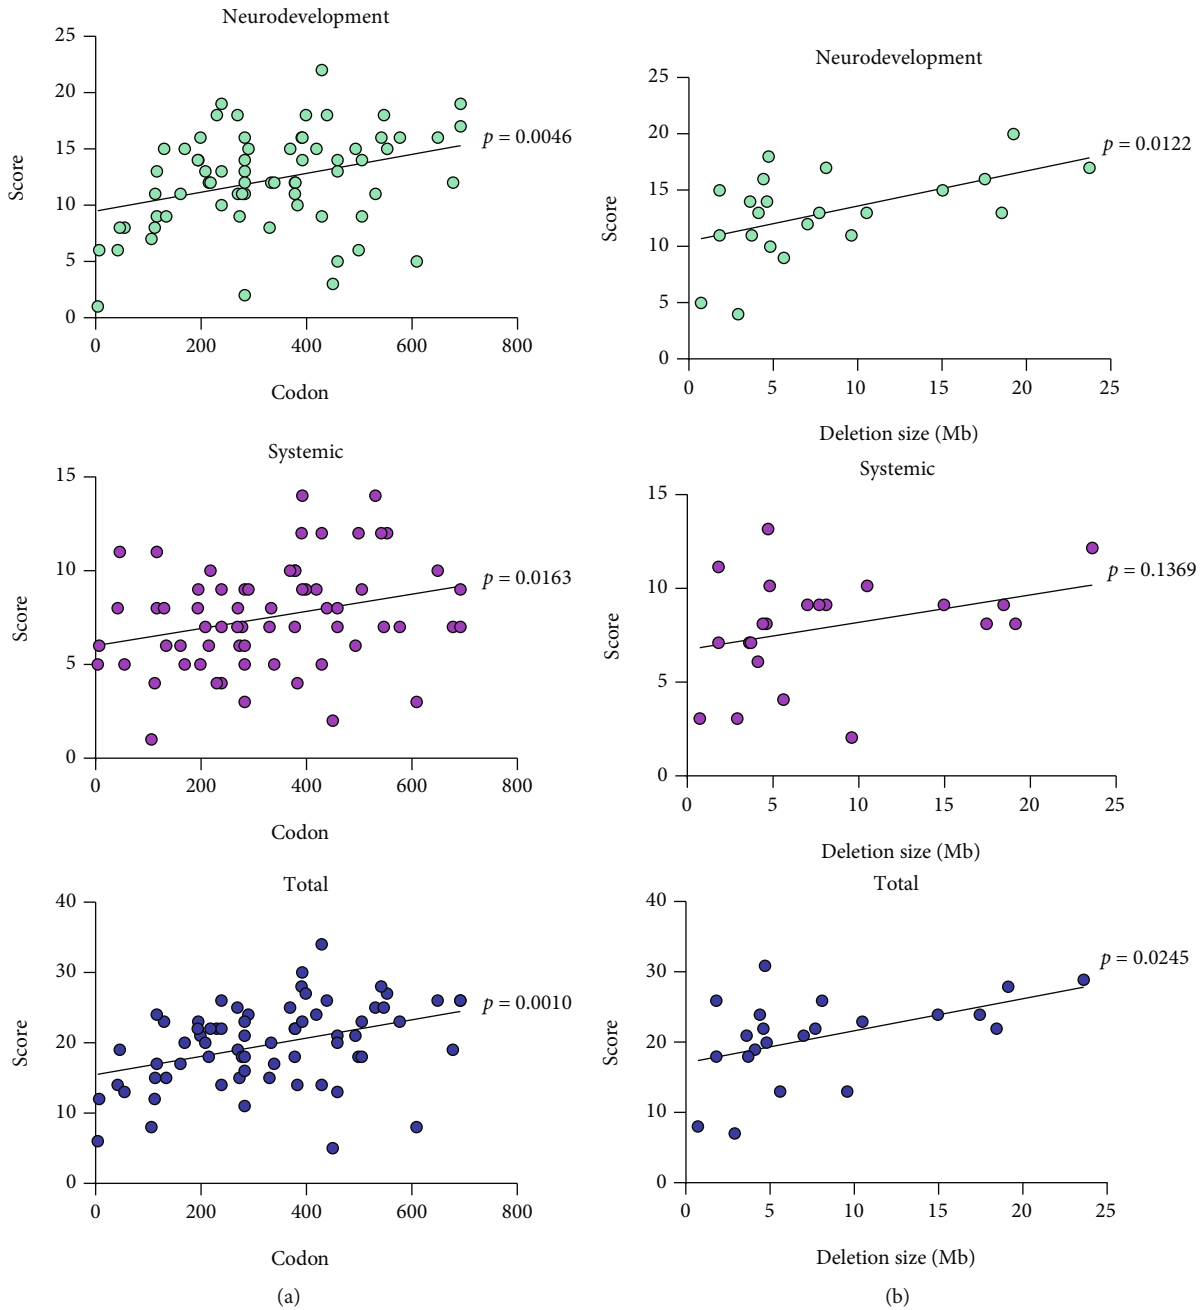 Neurodevelopment
25
20
15
10
5
0
Score
p = 0.0046
0 200 400 600 800
Codon
Systemic
15
10
5
0
Score
p = 0.0163
0 200 400 600 800
Codon
Total
40
30
20
10
0
Score
p = 0.0010
0 200 400 600 800
Codon
(a)
Neurodevelopment
25
20
15
10
5
0
Score
p = 0.0122
0 5 10 15 20 25
Deletion size (Mb)
Systemic
15
10
5
0
Score
p = 0.1369
0 5 10 15 20 25
Deletion size (Mb)
Total
40
30
20
10
0
Score
p = 0.0245
0 5 10 15 20 25
Deletion size (Mb)
(b)